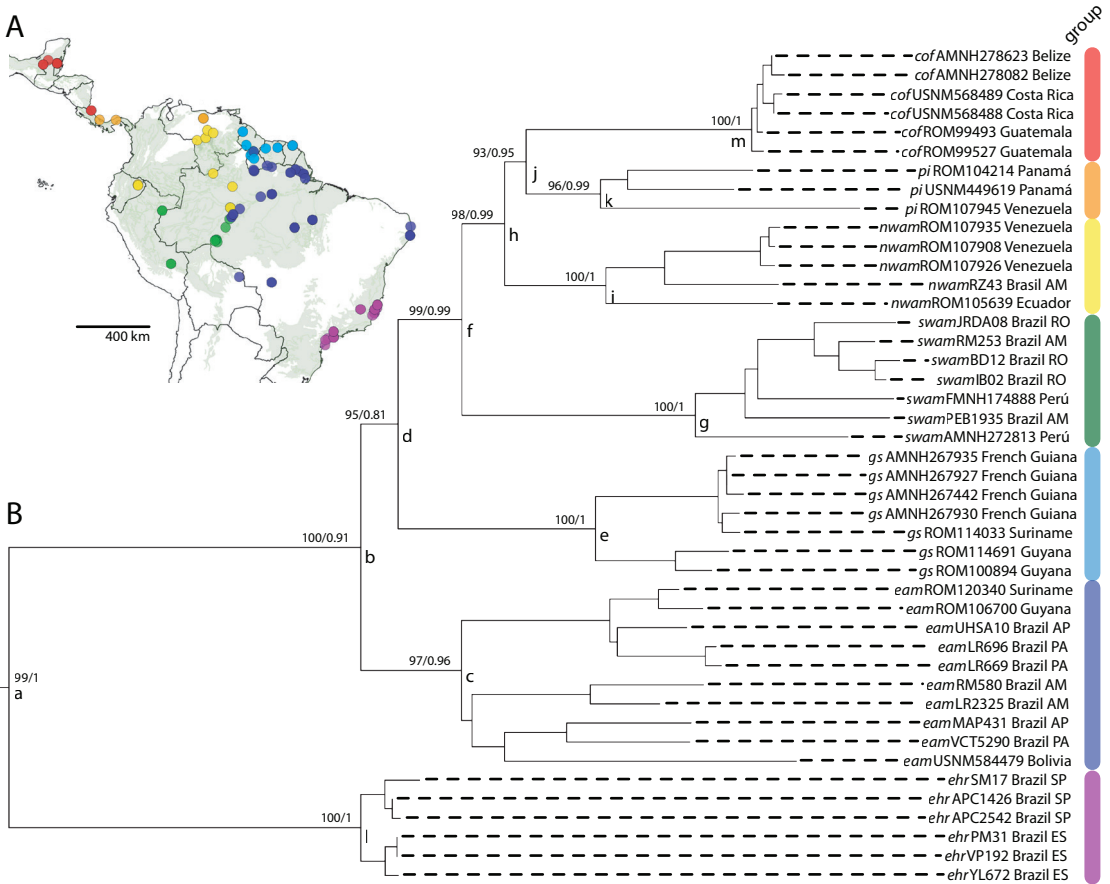 A
group
400 km
B
cof AMNH278623 Belize
cof AMNH278082 Belize
cof USNM568489 Costa Rica
cof USNM568488 Costa Rica
100/1
m
cof ROM99493 Guatemala
cof ROM99527 Guatemala
93/0.95
j
pi ROM104214 Panamá
96/0.99
k
pi USNM449619 Panamá
pi ROM107945 Venezuela
98/0.99
h
nwam ROM107935 Venezuela
nwam ROM107908 Venezuela
nwam ROM107926 Venezuela
100/1
i
nwam RZ43 Brasil AM
nwam ROM105639 Ecuador
99/0.99
f
swam JRDA08 Brazil RO
swam RM253 Brazil AM
swam BD12 Brazil RO
swam IB02 Brazil RO
swam FMNH174888 Perú
100/1
g
swam PEB1935 Brazil AM
swam AMNH272813 Perú
95/0.81
d
gs AMNH267935 French Guiana
gs AMNH267927 French Guiana
gs AMNH267442 French Guiana
gs AMNH267930 French Guiana
100/1
e
gs ROM114033 Suriname
gs ROM114691 Guyana
gs ROM100894 Guyana
100/0.91
b
eam ROM120340 Suriname
eam ROM106700 Guyana
eam UHSA10 Brazil AP
eam LR696 Brazil PA
eam LR669 Brazil PA
97/0.96
c
eam RM580 Brazil AM
eam LR2325 Brazil AM
eam MAP431 Brazil AP
eam VCT5290 Brazil PA
eam USNM584479 Bolivia
99/1
a
ehr SM17 Brazil SP
ehr APC1426 Brazil SP
ehr APC2542 Brazil SP
100/1
l
ehr PM31 Brazil ES
ehr VP192 Brazil ES
ehr YL672 Brazil ES